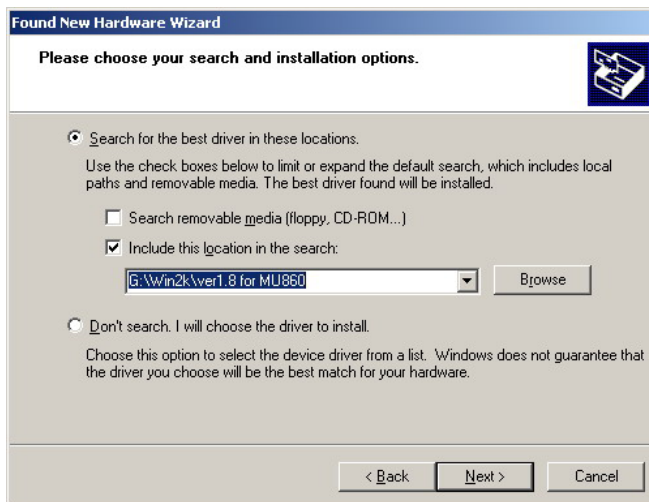 Found New Hardware Wizard
Please choose your search and installation options.
Search for the best driver in these locations.
Use the check boxes below to limit or expand the default search, which includes local
paths and removable media. The best driver found will be installed.
Search removable media (floppy, CD-ROM...)
Include this location in the search:
G:\Win2k\ver1.8 for MU860
Browse
Don't search. I will choose the driver to install.
Choose this option to select the device driver from a list. Windows does not guarantee that
the driver you choose will be the best match for your hardware.
< Back Next > Cancel